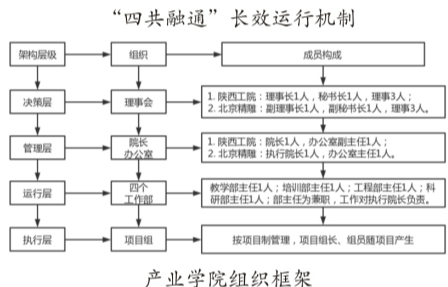 “四共融通”长效运行机制
架构层级
组织
成员构成
决策层
理事会
1. 陕西工院：理事长1人，秘书长1人，理事3人；
2. 北京精雕：副理事长1人，副秘书长1人，理事3人。
管理层
院长
办公室
1. 陕西工院：院长1人，办公室副主任1人；
2. 北京精雕：执行院长1人，办公室主任1人。
运行层
四个
工作部
教学部主任1人；培训部主任1人；工程部主任1人；科
研部主任1人；部主任为兼职，工作对执行院长负责。
执行层
项目组
按项目制管理，项目组长、组员随项目产生
产业学院组织框架